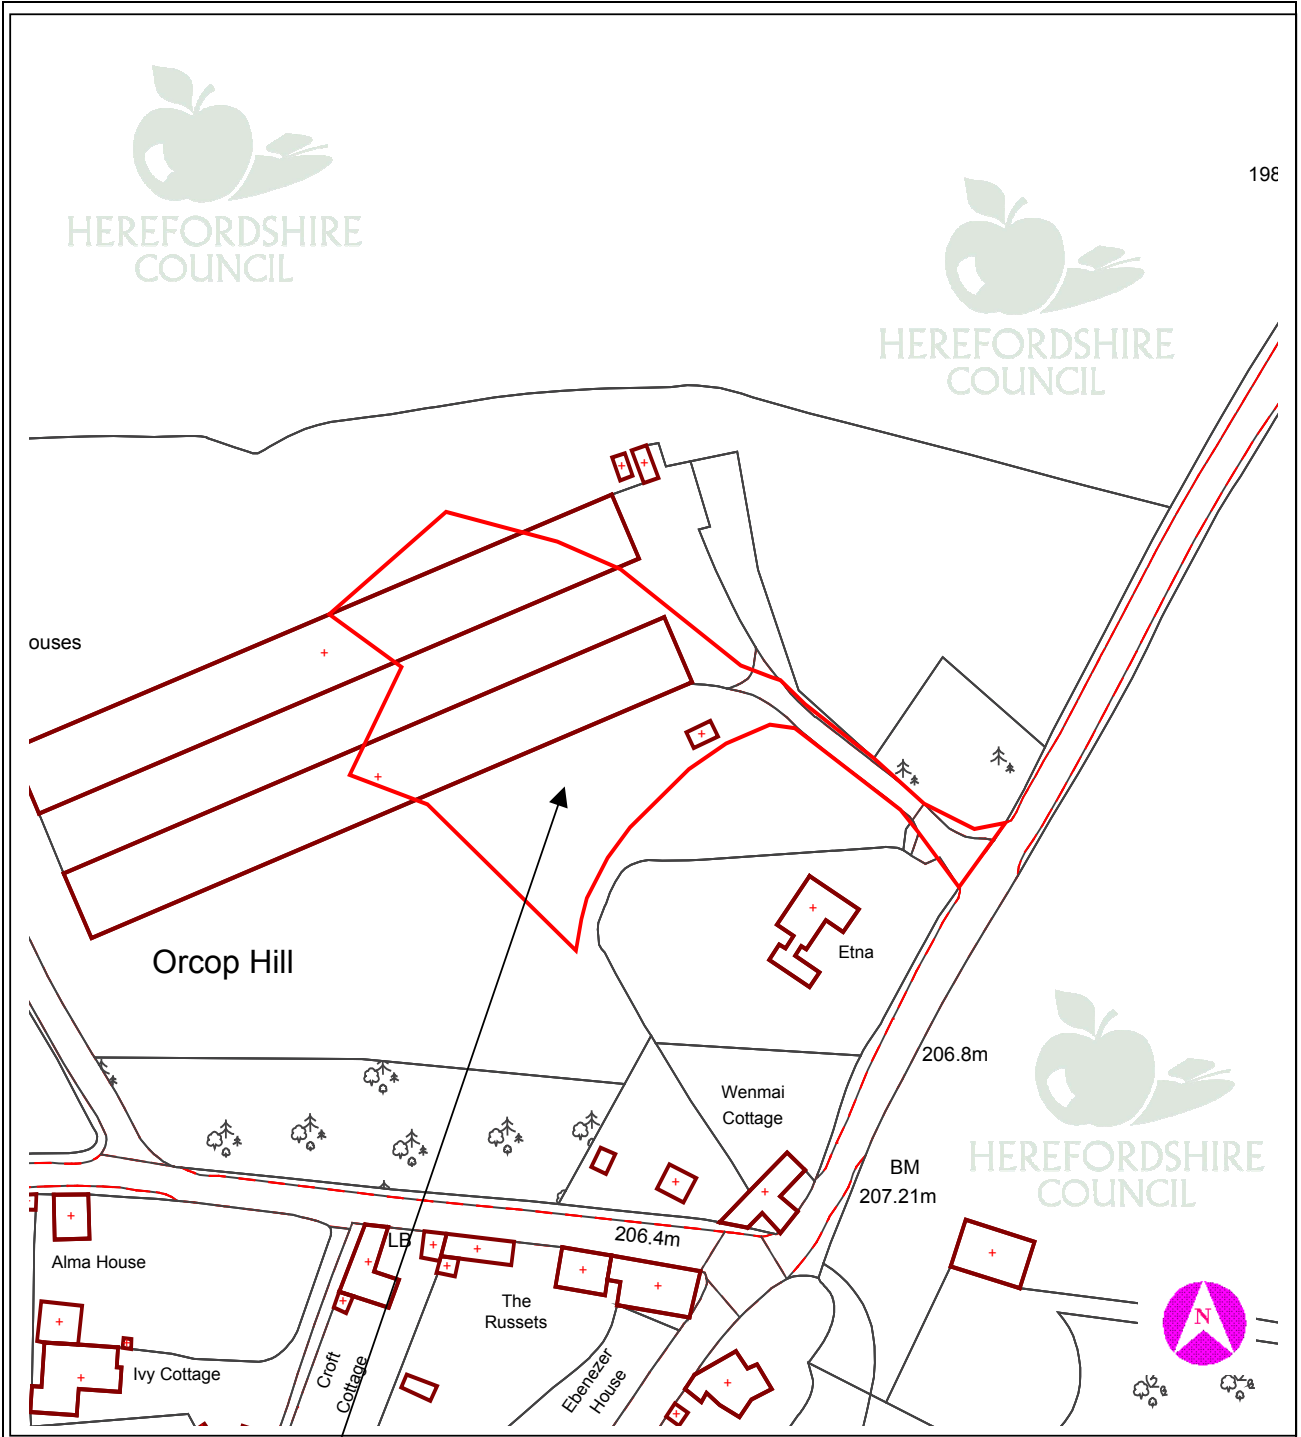 HEREFORDSHIRE
COUNCIL
198
HEREFORDSHIRE
COUNCIL
ouses
Orcop Hill
Etna
206.8m
Wenmai
Cottage
HEREFORDSHIRE
COUNCIL
BM
207.21m
206.4m
LB
Alma House
The
Russets
N
Ivy Cottage
Croft
Cottage
Ebenezer
House